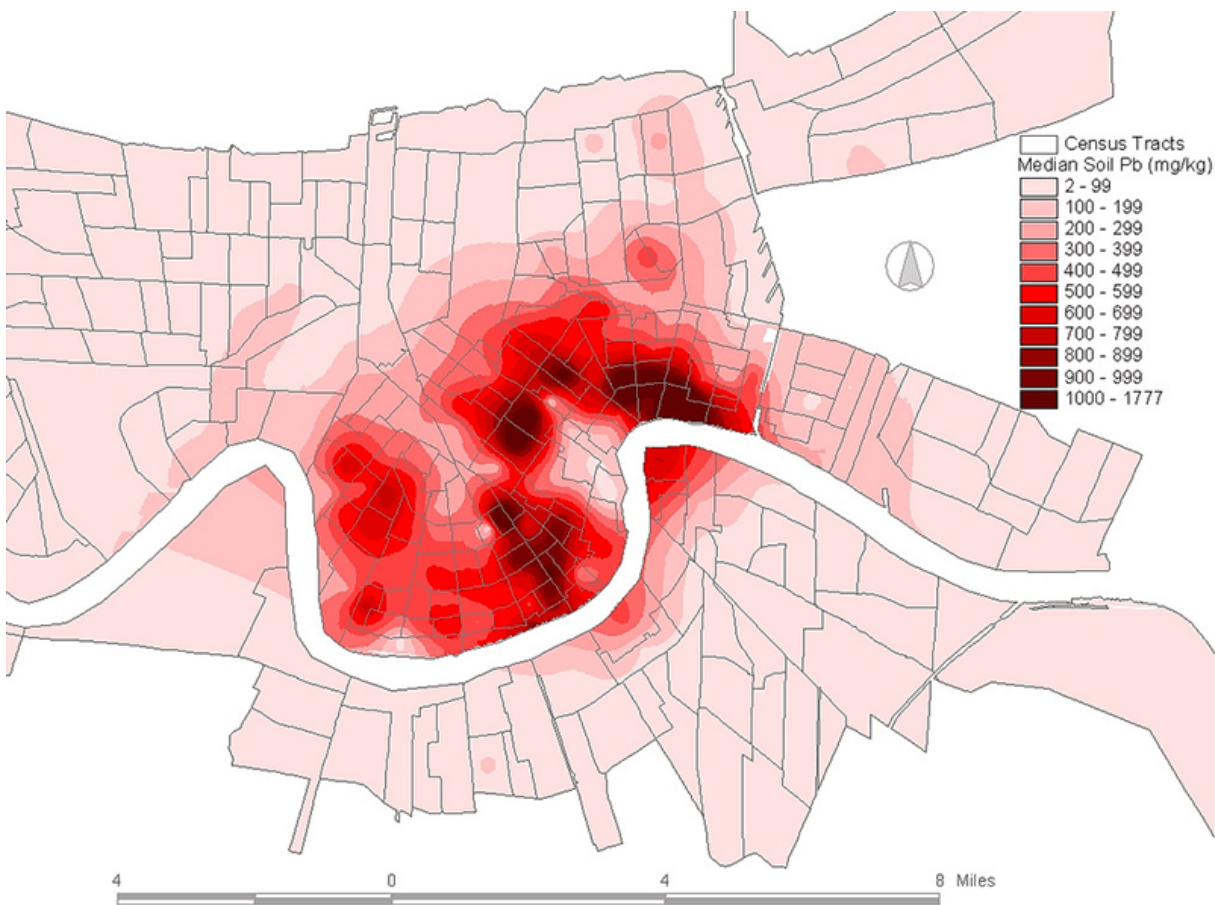 Census Tracts
Median Soil Pb (mg/kg)
2 - 99
100 - 199
200 - 299
300 - 399
400 - 499
500 - 599
600 - 699
700 - 799
800 - 899
900 - 999
1000 - 1777
4 0 4 8 Miles